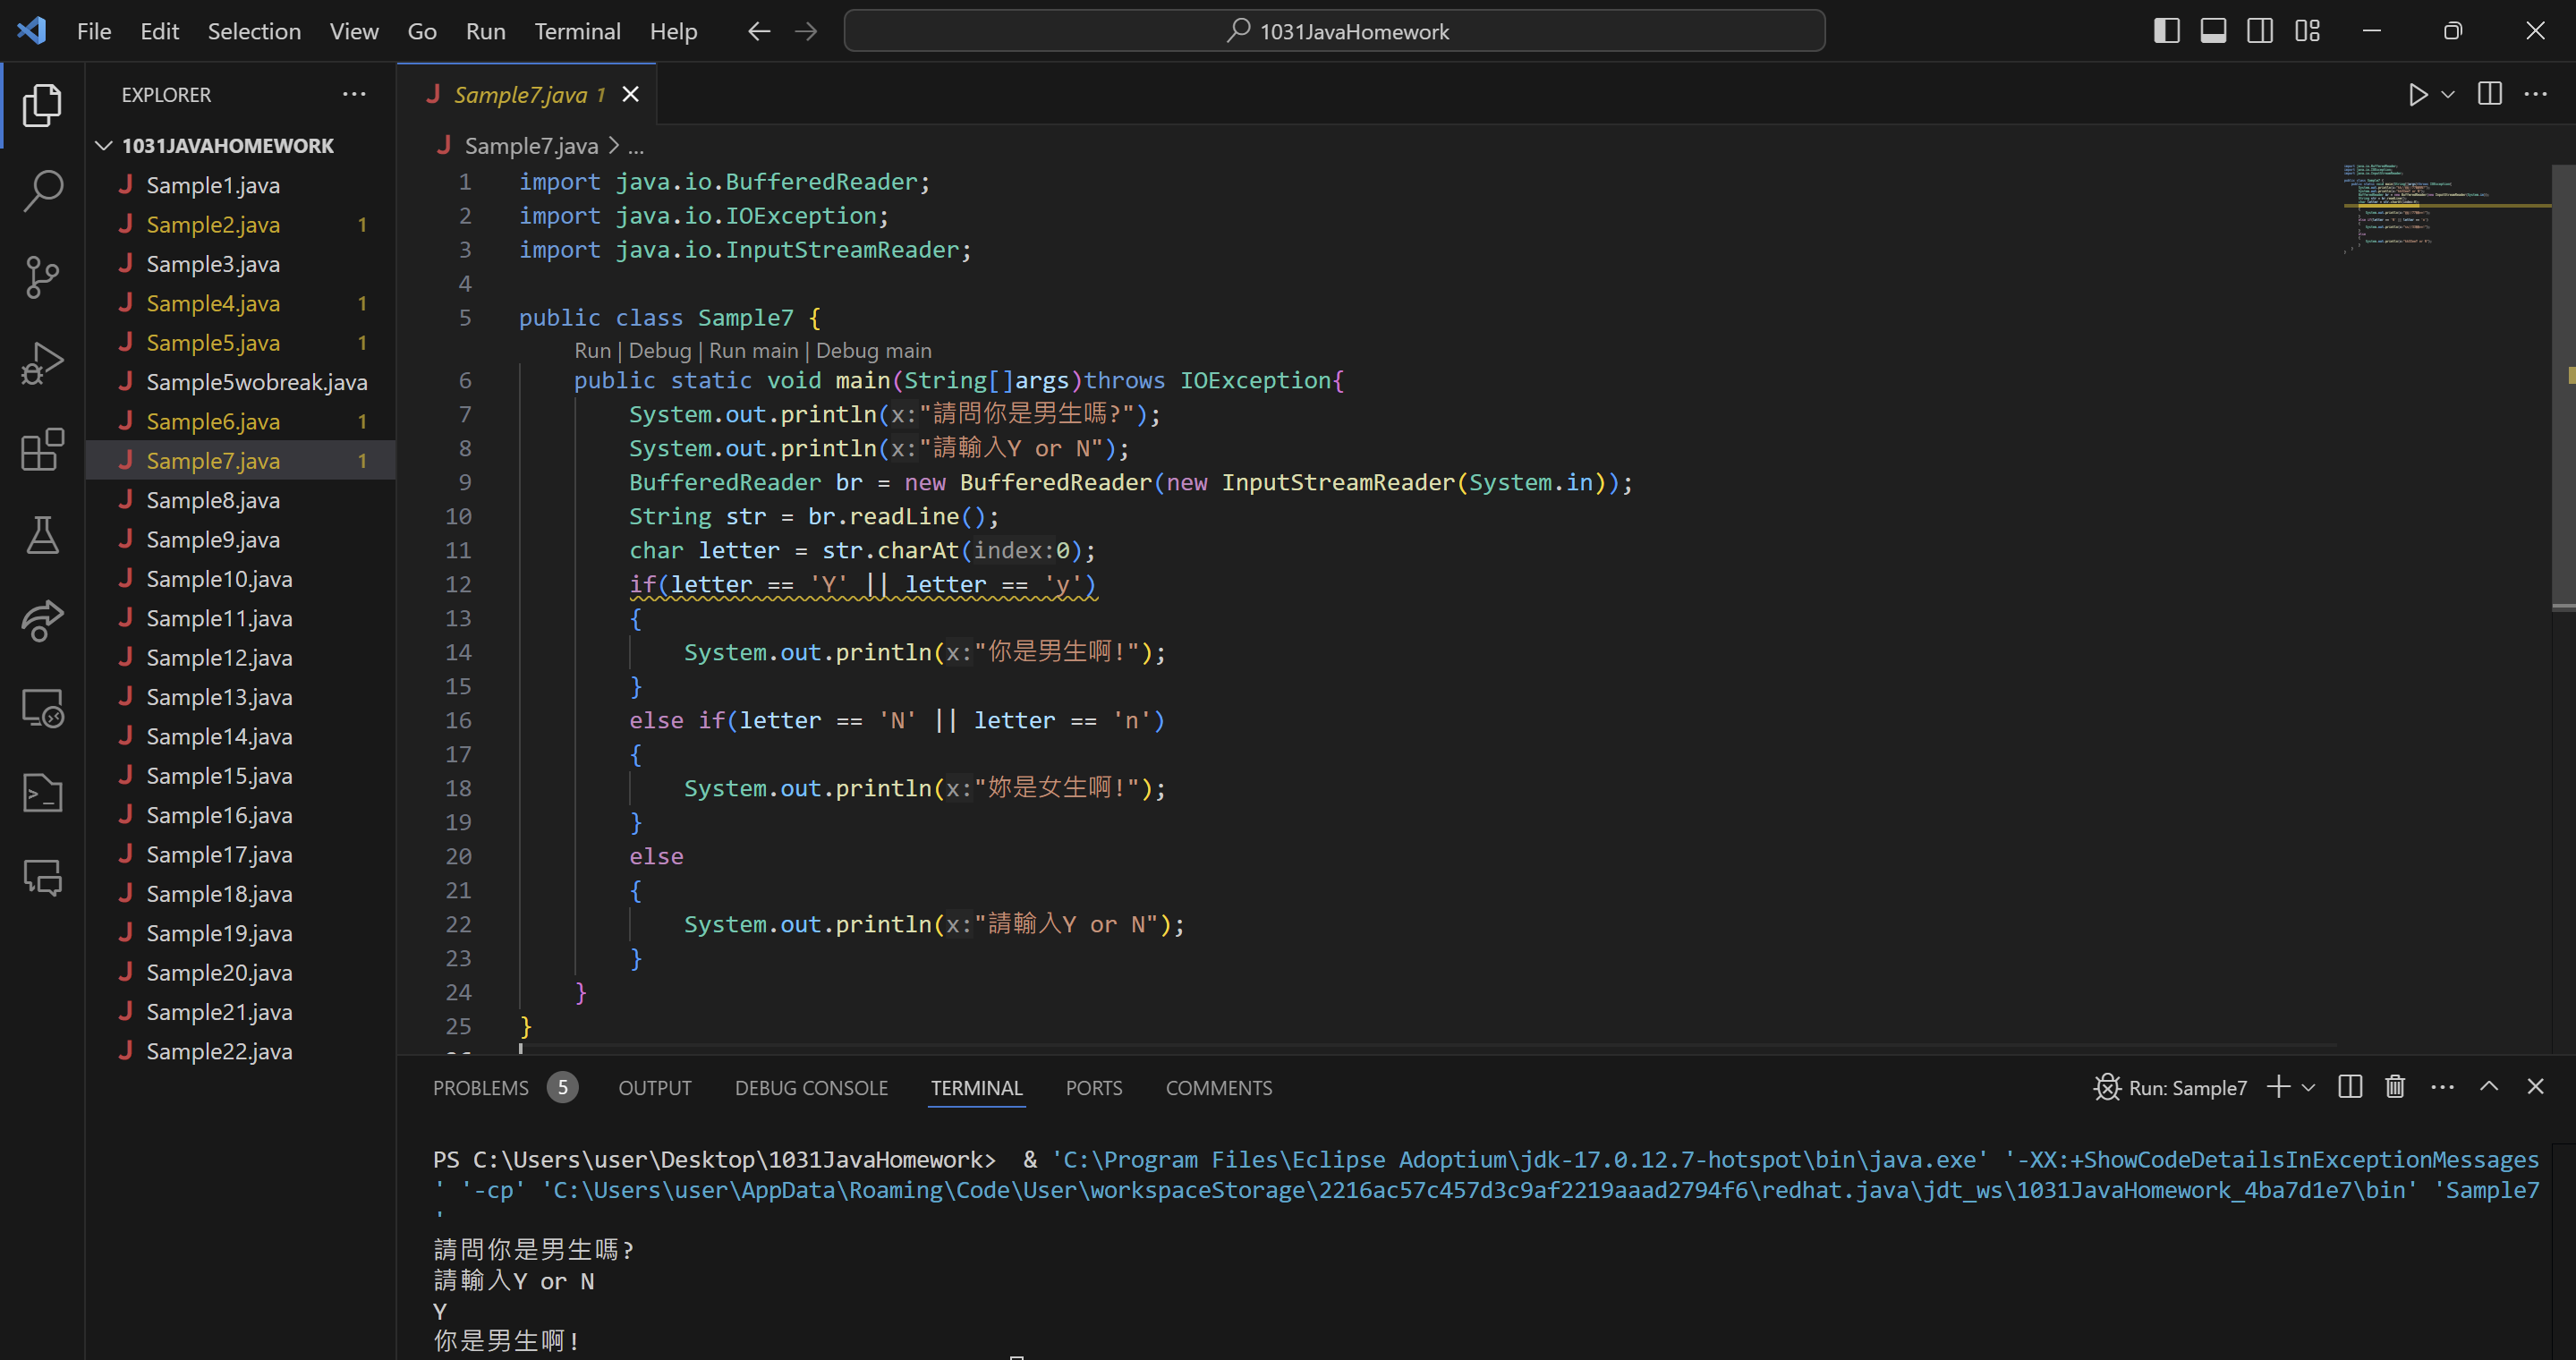 File Edit Selection View Go Run Terminal Help
1031JavaHomework
EXPLORER
1031JAVAHOMEWORK
Sample1.java
Sample2.java 1
Sample3.java
Sample4.java 1
Sample5.java 1
Sample5wobreak.java
Sample6.java 1
Sample7.java 1
Sample8.java
Sample9.java
Sample10.java
Sample11.java
Sample12.java
Sample13.java
Sample14.java
Sample15.java
Sample16.java
Sample17.java
Sample18.java
Sample19.java
Sample20.java
Sample21.java
Sample22.java
Sample7.java 1
Sample7.java > ...
1 import java.io.BufferedReader;
2 import java.io.IOException;
3 import java.io.InputStreamReader;
4
5 public class Sample7 {
Run | Debug | Run main | Debug main
6 public static void main(String[]args)throws IOException{
7 System.out.println(x:"請問你是男生嗎?");
8 System.out.println(x:"請輸入Y or N");
9 BufferedReader br = new BufferedReader(new InputStreamReader(System.in));
10 String str = br.readLine();
11 char letter = str.charAt(index:0);
12 if(letter == 'Y' || letter == 'y')
13 {
14 System.out.println(x:"你是男生啊!");
15 }
16 else if(letter == 'N' || letter == 'n')
17 {
18 System.out.println(x:"妳是女生啊!");
19 }
20 else
21 {
22 System.out.println(x:"請輸入Y or N");
23 }
24 }
25 }
PROBLEMS 5 OUTPUT DEBUG CONSOLE TERMINAL PORTS COMMENTS
Run: Sample7
PS C:\Users\user\Desktop\1031JavaHomework>  & 'C:\Program Files\Eclipse Adoptium\jdk-17.0.12.7-hotspot\bin\java.exe' '-XX:+ShowCodeDetailsInExceptionMessages
' '-cp' 'C:\Users\user\AppData\Roaming\Code\User\workspaceStorage\2216ac57c457d3c9af2219aaad2794f6\redhat.java\jdt_ws\1031JavaHomework_4ba7d1e7\bin' 'Sample7
'
請問你是男生嗎?
請輸入Y or N
Y
你是男生啊!